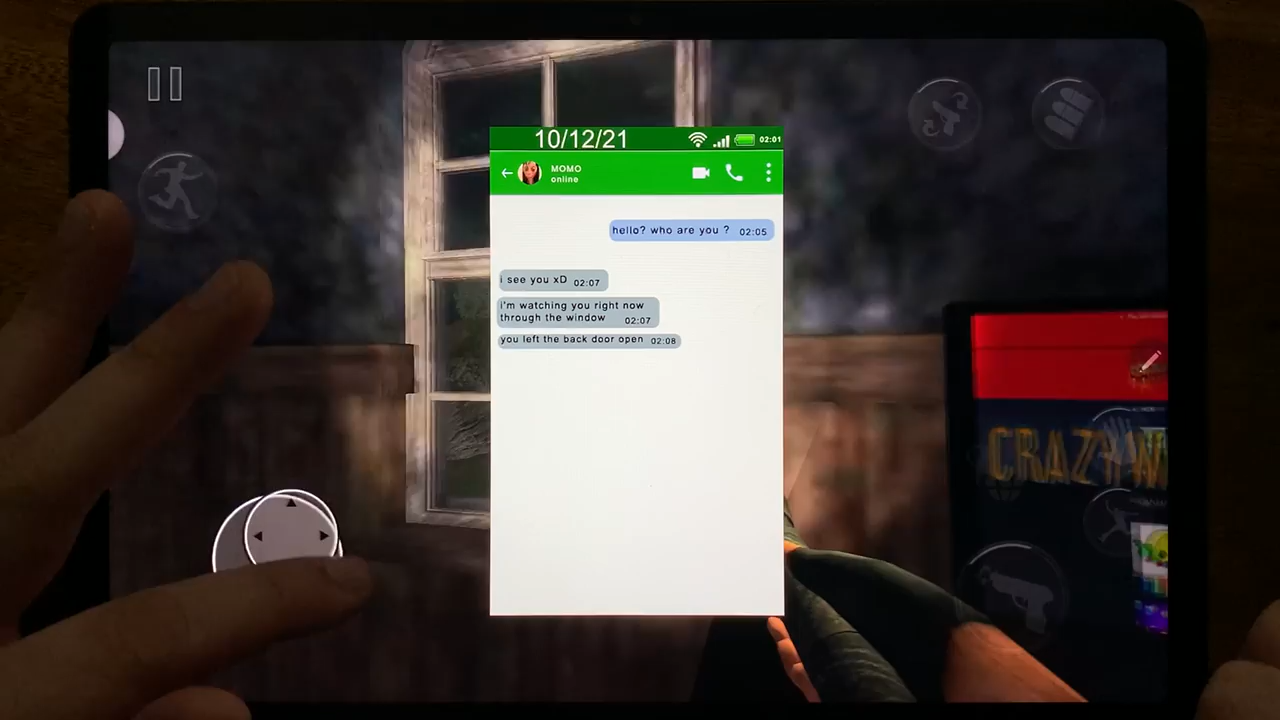 10/12/21
02:01
MOMO
online
hello? who are you ? 02:05
i see you xD 02:07
i'm watching you right now
through the window 02:07
you left the back door open 02:08
CRAZY